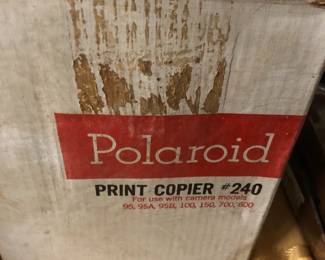 Polaroid
PRINT COPIER #240
For use with camera models
95, 95A, 95B, 100, 150, 700, 800